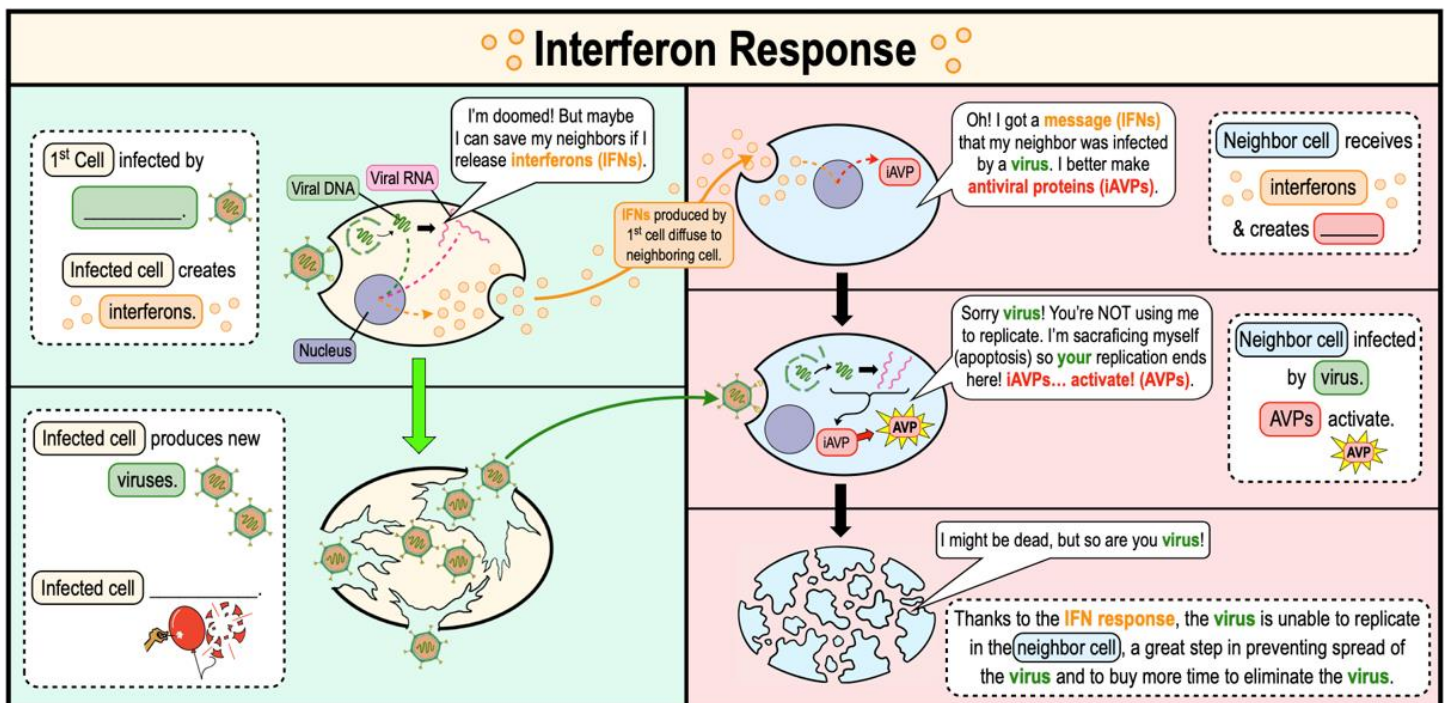 Interferon Response
1st Cell infected by
____________.
Infected cell creates
interferons.
Viral DNA
Viral RNA
I'm doomed! But maybe
I can save my neighbors if I
release interferons (IFNs).
Nucleus
IFNs produced by
1st cell diffuse to
neighboring cell.
Infected cell produces new
viruses.
Infected cell ____________.
iAVP
Oh! I got a message (IFNs)
that my neighbor was infected
by a virus. I better make
antiviral proteins (iAVPs).
Neighbor cell receives
interferons
& creates ______
Sorry virus! You're NOT using me
to replicate. I'm sacraficing myself
(apoptosis) so your replication ends
here! iAVPs... activate! (AVPs).
iAVP
AVP
Neighbor cell infected
by virus.
AVPs activate.
AVP
I might be dead, but so are you virus!
Thanks to the IFN response, the virus is unable to replicate
in the neighbor cell, a great step in preventing spread of
the virus and to buy more time to eliminate the virus.